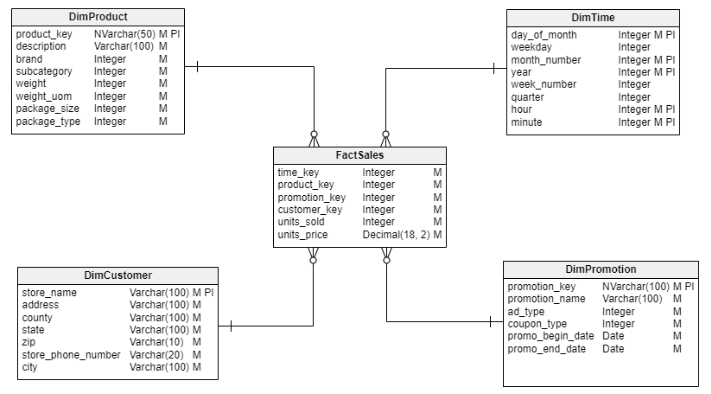 DimProduct
product_key NVarchar(50) M PI
description Varchar(100) M
brand Integer M
subcategory Integer M
weight Integer M
weight_uom Integer M
package_size Integer M
package_type Integer M
DimTime
day_of_month Integer M PI
weekday Integer
month_number Integer M PI
year Integer M PI
week_number Integer
quarter Integer
hour Integer M PI
minute Integer M PI
FactSales
time_key Integer M
product_key Integer M
promotion_key Integer M
customer_key Integer M
units_sold Integer M
units_price Decimal(18, 2) M
DimCustomer
store_name Varchar(100) M PI
address Varchar(100) M
county Varchar(100) M
state Varchar(100) M
zip Varchar(10) M
store_phone_number Varchar(20) M
city Varchar(100) M
DimPromotion
promotion_key NVarchar(100) M PI
promotion_name Varchar(100) M
ad_type Integer M
coupon_type Integer M
promo_begin_date Date M
promo_end_date Date M